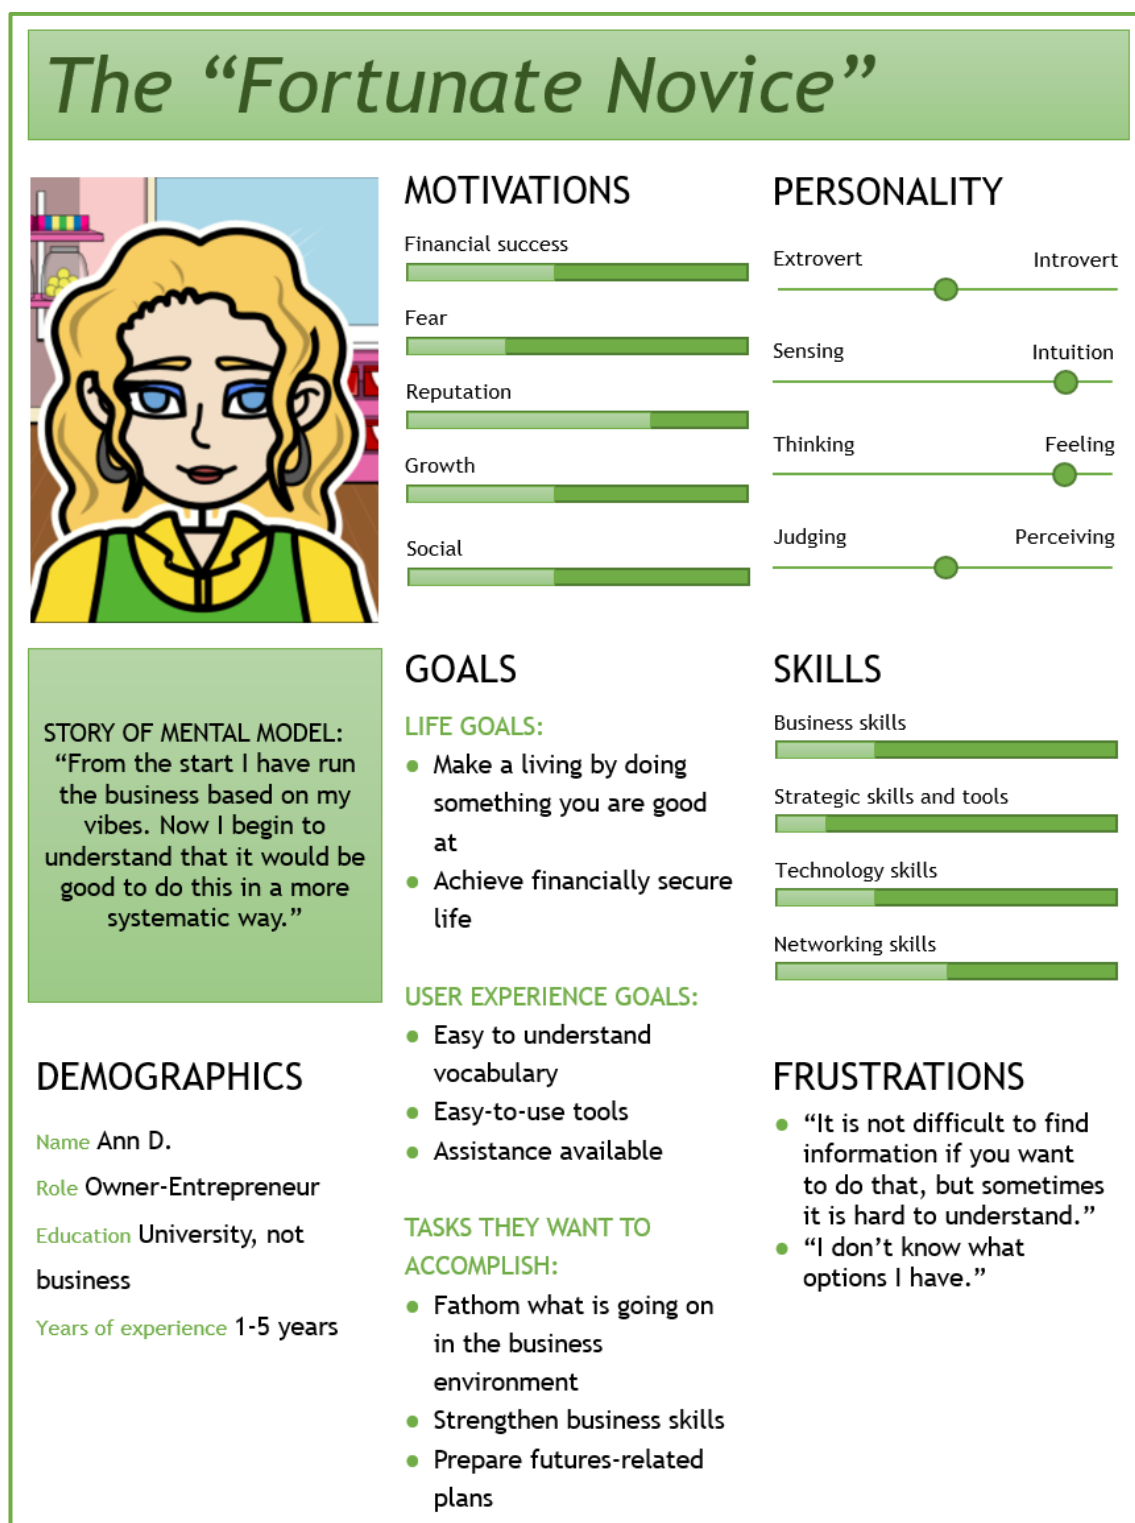 The “Fortunate Novice”
MOTIVATIONS
Financial success
Fear
Reputation
Growth
Social
PERSONALITY
Extrovert Introvert
Sensing Intuition
Thinking Feeling
Judging Perceiving
STORY OF MENTAL MODEL:
“From the start I have run
the business based on my
vibes. Now I begin to
understand that it would be
good to do this in a more
systematic way.”
GOALS
LIFE GOALS:
• Make a living by doing
something you are good
at
• Achieve financially secure
life
USER EXPERIENCE GOALS:
• Easy to understand
vocabulary
• Easy-to-use tools
• Assistance available
TASKS THEY WANT TO
ACCOMPLISH:
• Fathom what is going on
in the business
environment
• Strengthen business skills
• Prepare futures-related
plans
SKILLS
Business skills
Strategic skills and tools
Technology skills
Networking skills
DEMOGRAPHICS
Name Ann D.
Role Owner-Entrepreneur
Education University, not
business
Years of experience 1-5 years
FRUSTRATIONS
• “It is not difficult to find
information if you want
to do that, but sometimes
it is hard to understand.”
• “I don’t know what
options I have.”